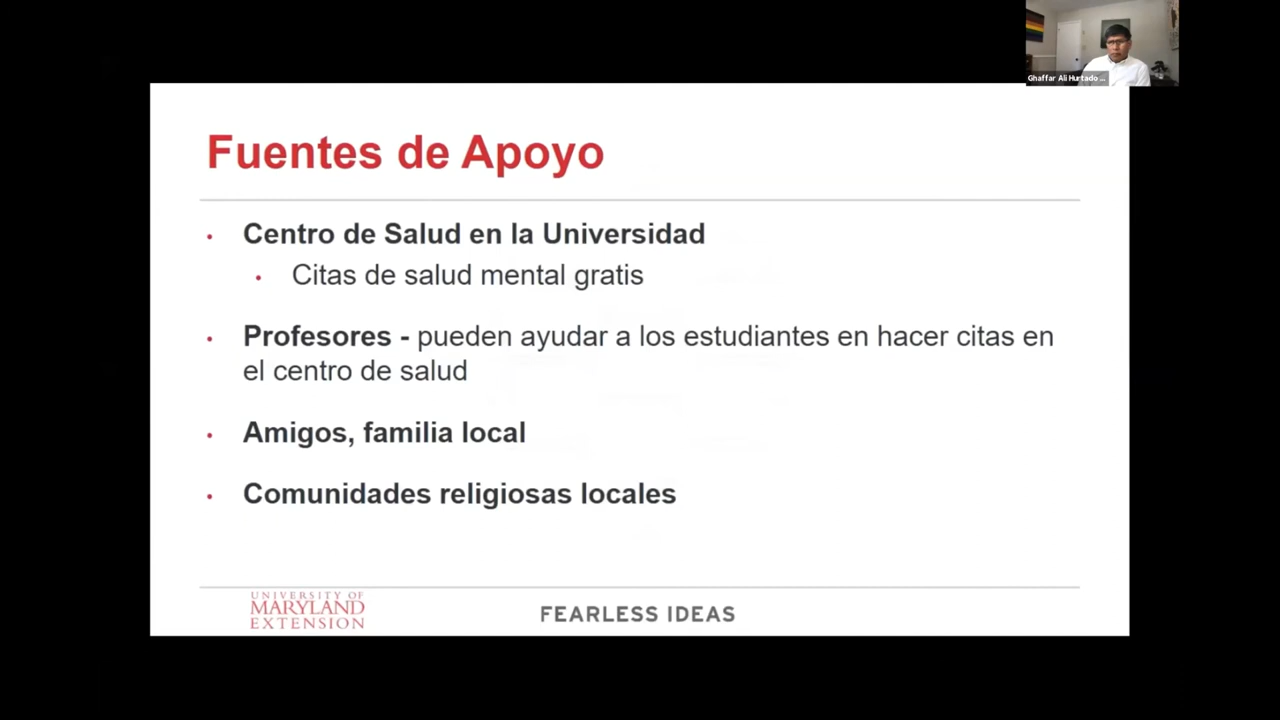 Ghaffar Ali Hurtado ...
Fuentes de Apoyo
• Centro de Salud en la Universidad
• Citas de salud mental gratis
• Profesores - pueden ayudar a los estudiantes en hacer citas en
el centro de salud
• Amigos, familia local
• Comunidades religiosas locales
UNIVERSITY OF
MARYLAND
EXTENSION
FEARLESS IDEAS